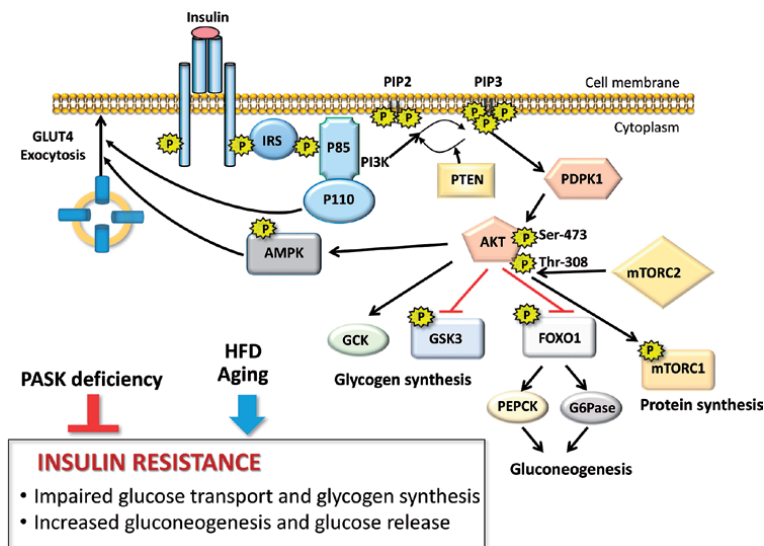 Insulin
PIP2
PIP3
Cell membrane
Cytoplasm
GLUT4
Exocytosis
P
P
IRS
P
P85
PI3K
P110
P
P
P
P
P
PTEN
PDPK1
P
AMPK
AKT
P
Ser-473
P
Thr-308
mTORC2
GCK
P
GSK3
P
FOXO1
P
mTORC1
Glycogen synthesis
PEPCK
G6Pase
Protein synthesis
Gluconeogenesis
PASK deficiency
HFD
Aging
INSULIN RESISTANCE
• Impaired glucose transport and glycogen synthesis
• Increased gluconeogenesis and glucose release